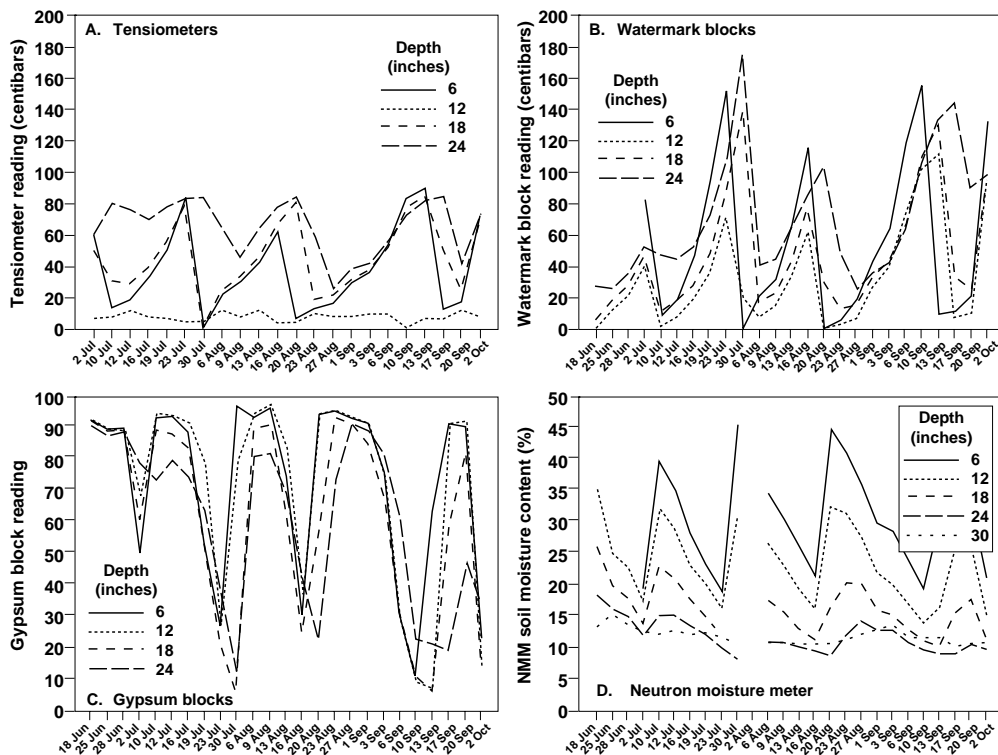 A. Tensiometers
Tensiometer reading (centibars)
200
180
160
140
120
100
80
60
40
20
0
Depth
(inches)
6
12
18
24
2 Jul
10 Jul
12 Jul
16 Jul
19 Jul
23 Jul
30 Jul
6 Aug
9 Aug
13 Aug
16 Aug
20 Aug
23 Aug
27 Aug
1 Sep
3 Sep
6 Sep
10 Sep
13 Sep
17 Sep
20 Sep
2 Oct
B. Watermark blocks
Watermark block reading (centibars)
200
180
160
140
120
100
80
60
40
20
0
Depth
(inches)
6
12
18
24
18 Jun
25 Jun
28 Jun
2 Jul
10 Jul
12 Jul
16 Jul
19 Jul
23 Jul
30 Jul
6 Aug
9 Aug
13 Aug
16 Aug
20 Aug
23 Aug
27 Aug
1 Sep
3 Sep
6 Sep
10 Sep
13 Sep
17 Sep
20 Sep
2 Oct
Gypsum block reading
100
90
80
70
60
50
40
30
20
10
0
Depth
(inches)
6
12
18
24
C. Gypsum blocks
18 Jun
25 Jun
28 Jun
2 Jul
10 Jul
12 Jul
16 Jul
19 Jul
23 Jul
30 Jul
6 Aug
9 Aug
13 Aug
16 Aug
20 Aug
23 Aug
27 Aug
1 Sep
3 Sep
6 Sep
10 Sep
13 Sep
17 Sep
20 Sep
2 Oct
NMM soil moisture content (%)
50
45
40
35
30
25
20
15
10
5
0
Depth
(inches)
6
12
18
24
30
D. Neutron moisture meter
18 Jun
25 Jun
28 Jun
2 Jul
10 Jul
12 Jul
16 Jul
19 Jul
23 Jul
30 Jul
2 Aug
6 Aug
9 Aug
13 Aug
16 Aug
20 Aug
23 Aug
27 Aug
1 Sep
3 Sep
6 Sep
10 Sep
13 Sep
17 Sep
20 Sep
2 Oct